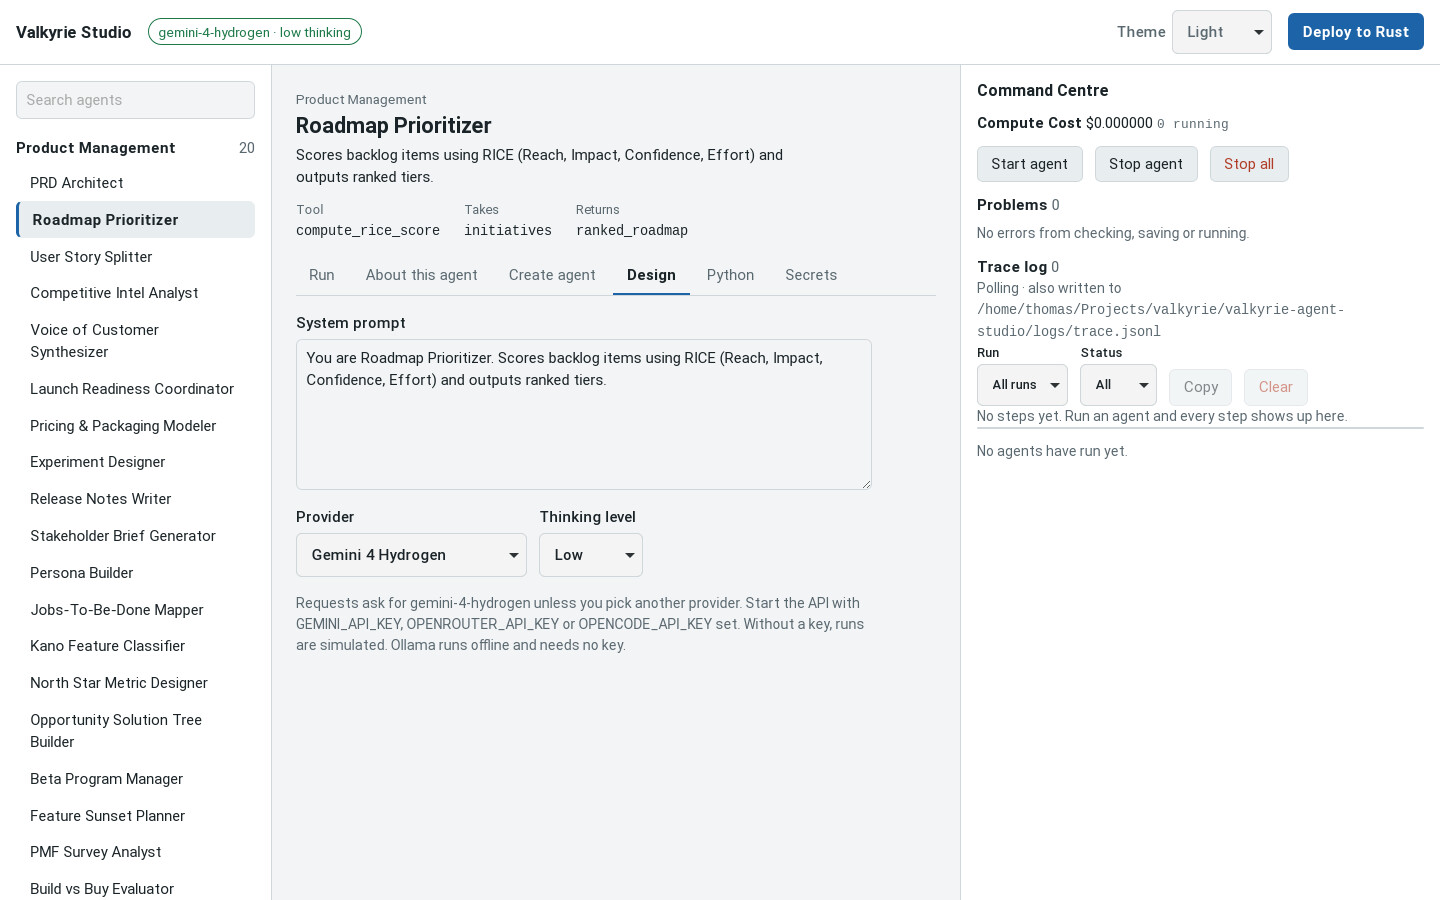 Valkyrie Studio
gemini-4-hydrogen · low thinking
Theme
Light
Deploy to Rust
Search agents
Product Management 20
PRD Architect
Roadmap Prioritizer
User Story Splitter
Competitive Intel Analyst
Voice of Customer
Synthesizer
Launch Readiness Coordinator
Pricing & Packaging Modeler
Experiment Designer
Release Notes Writer
Stakeholder Brief Generator
Persona Builder
Jobs-To-Be-Done Mapper
Kano Feature Classifier
North Star Metric Designer
Opportunity Solution Tree
Builder
Beta Program Manager
Feature Sunset Planner
PMF Survey Analyst
Build vs Buy Evaluator
Product Management
Roadmap Prioritizer
Scores backlog items using RICE (Reach, Impact, Confidence, Effort) and
outputs ranked tiers.
Tool Takes Returns
compute_rice_score initiatives ranked_roadmap
Run About this agent Create agent Design Python Secrets
System prompt
You are Roadmap Prioritizer. Scores backlog items using RICE (Reach, Impact,
Confidence, Effort) and outputs ranked tiers.
Provider Thinking level
Gemini 4 Hydrogen Low
Requests ask for gemini-4-hydrogen unless you pick another provider. Start the API with
GEMINI_API_KEY, OPENROUTER_API_KEY or OPENCODE_API_KEY set. Without a key, runs
are simulated. Ollama runs offline and needs no key.
Command Centre
Compute Cost $0.000000 0 running
Start agent Stop agent Stop all
Problems 0
No errors from checking, saving or running.
Trace log 0
Polling · also written to
/home/thomas/Projects/valkyrie/valkyrie-agent-
studio/logs/trace.jsonl
Run Status
All runs All Copy Clear
No steps yet. Run an agent and every step shows up here.
No agents have run yet.